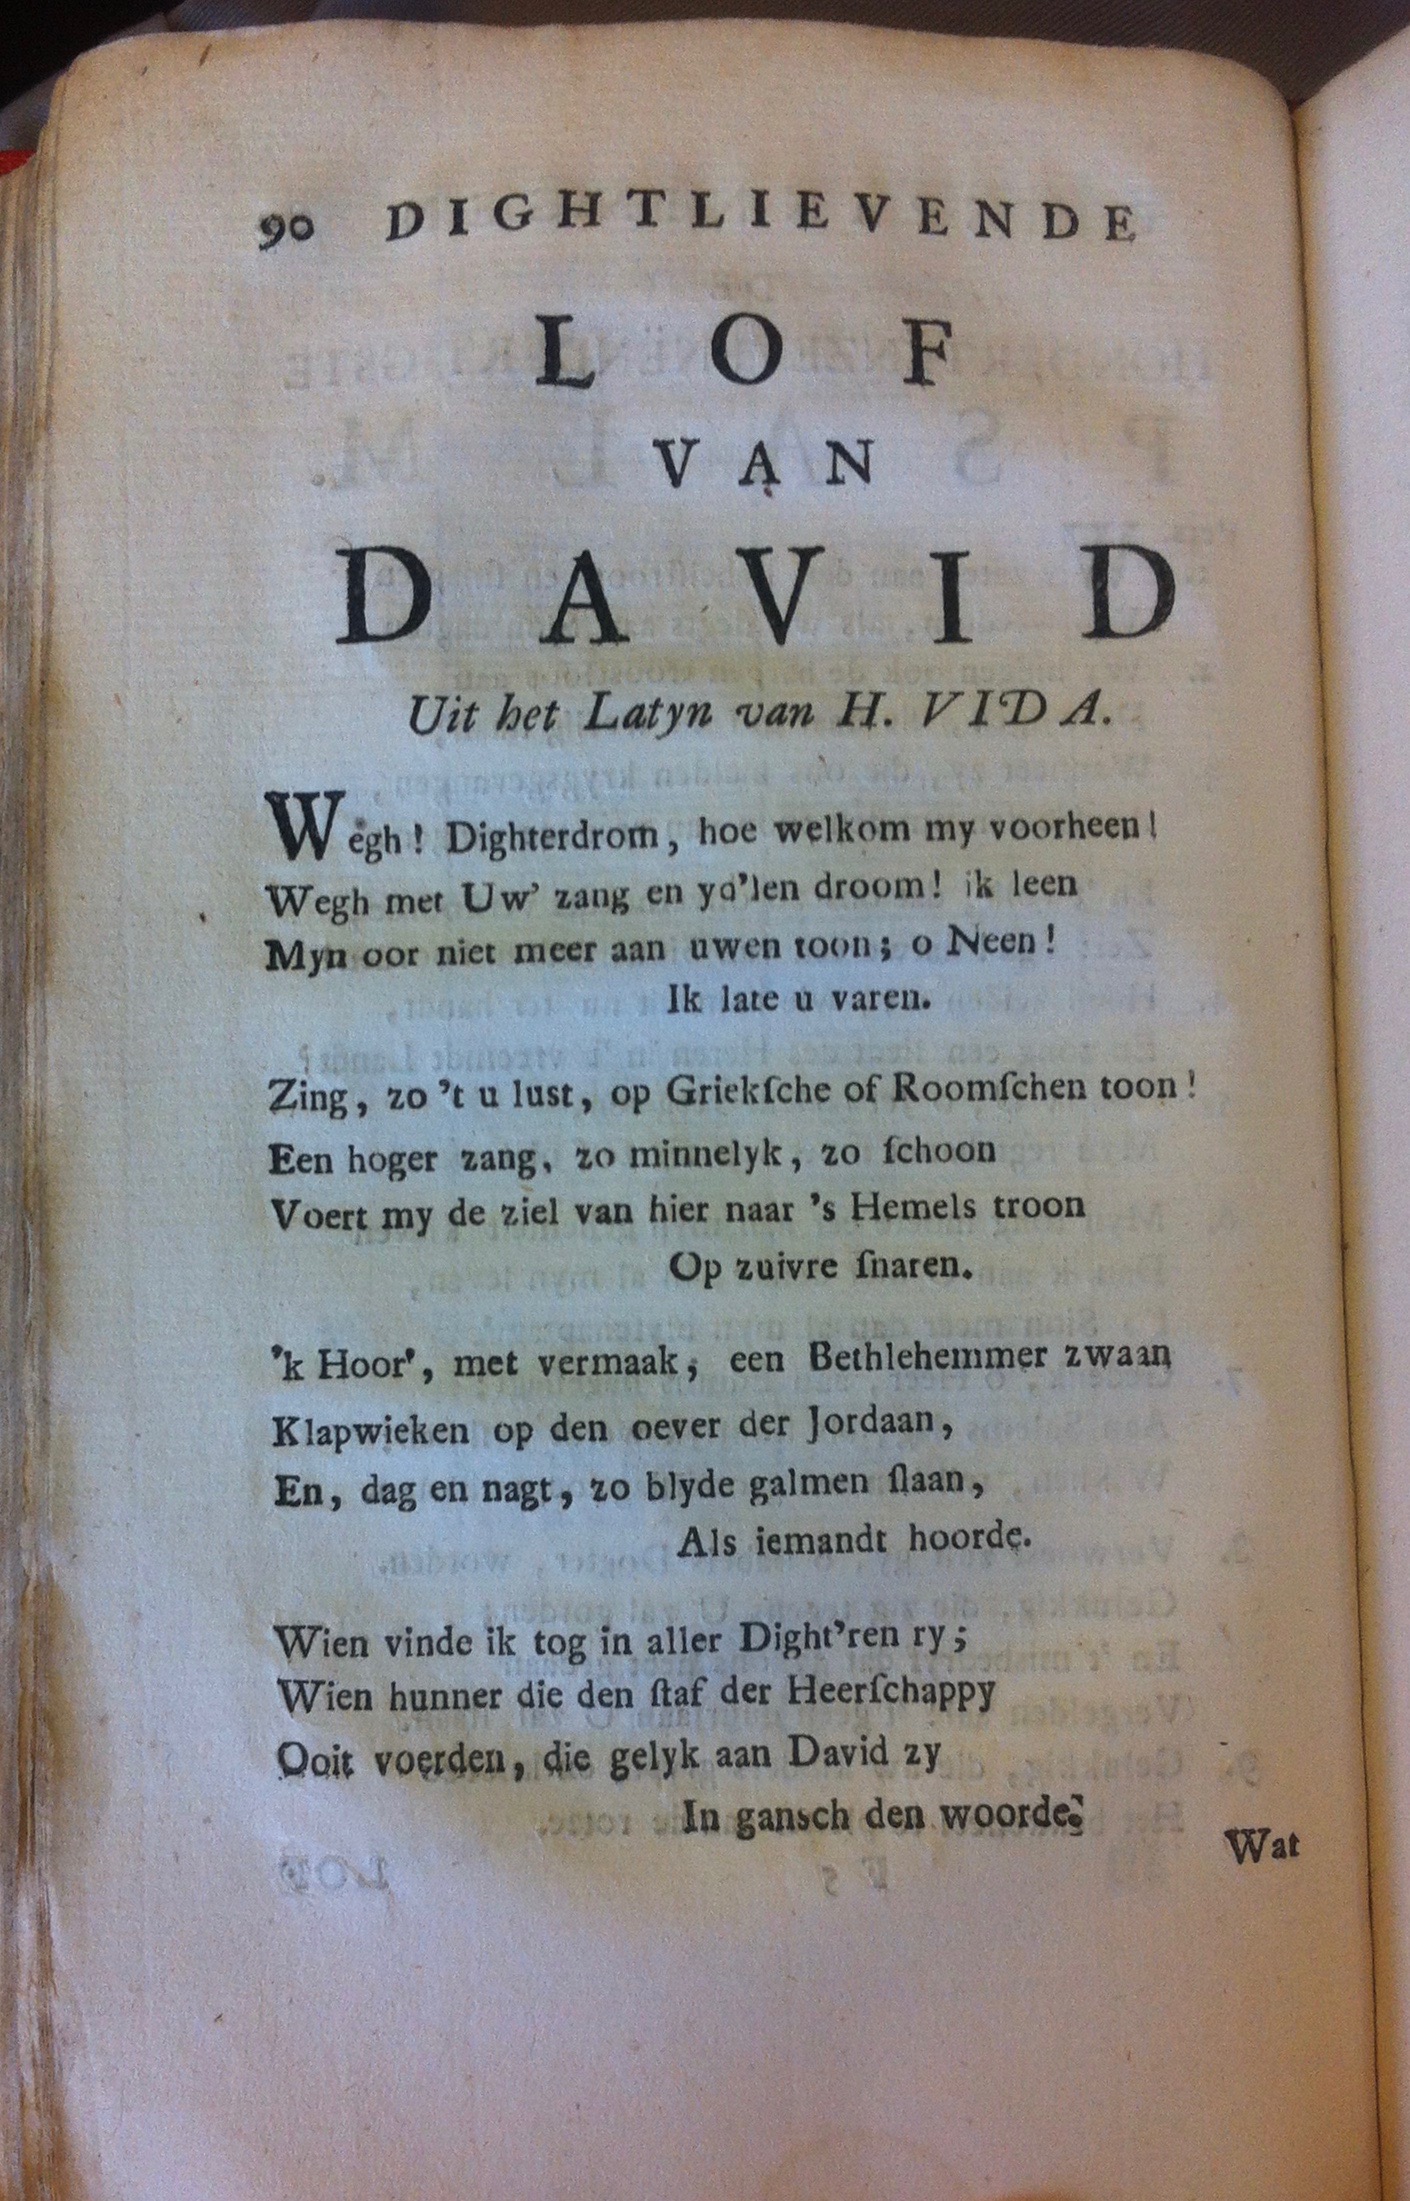 90 DIGHTLIEVENDE
LOF
VAN
DAVID
Uit het Latyn van H. VIDA.
Wegh! Dighterdrom, hoe welkom my voorheen!
Wegh met Uw' zang en yd'len droom! ik leen
Myn oor niet meer aan uwen toon; o Neen!
Ik late u varen.
Zing, zo 't u lust, op Griekſche of Roomſchen toon!
Een hoger zang, zo minnelyk, zo ſchoon
Voert my de ziel van hier naar 's Hemels troon
Op zuivre ſnaren.
'k Hoor', met vermaak, een Bethlehemmer zwaan
Klapwieken op den oever der Jordaan,
En, dag en nagt, zo blyde galmen ſlaan,
Als iemandt hoorde.
Wien vinde ik tog in aller Dight'ren ry;
Wien hunner die den ſtaf der Heerſchappy
Ooit voerden, die gelyk aan David zy
In gansch den woorde?
Wat